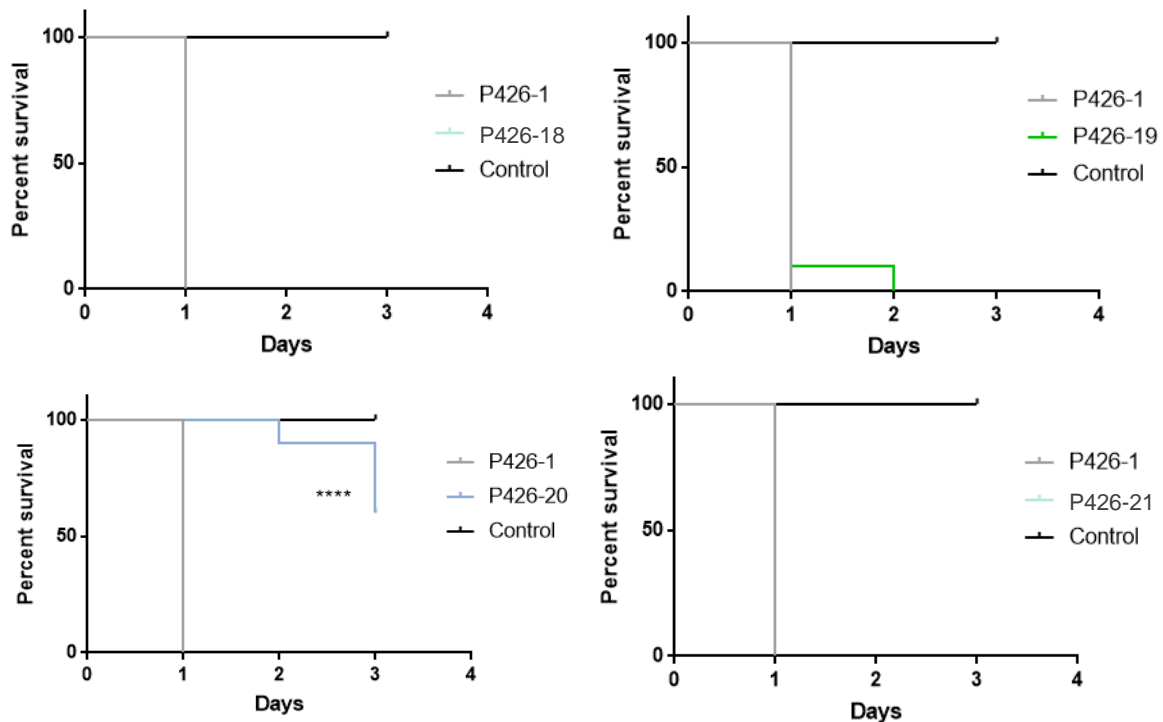 100
50
0
0 1 2 3 4
Percent survival
Days
P426-1
P426-18
Control
100
50
0
0 1 2 3 4
Percent survival
Days
P426-1
P426-19
Control
100
50
0
0 1 2 3 4
Percent survival
Days
****
P426-1
P426-20
Control
100
50
0
0 1 2 3 4
Percent survival
Days
P426-1
P426-21
Control